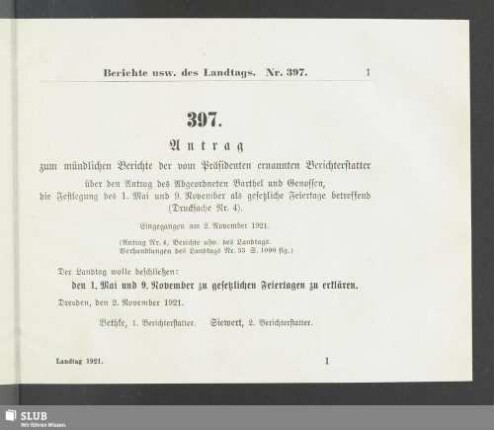 Berichte usw. des Landtags. Nr. 397. 1
397.
Antrag
zum mündlichen Berichte der vom Präsidenten ernannten Berichterstatter
über den Antrag des Abgeordneten Barthel und Genossen,
die Festlegung des 1. Mai und 9. November als gesetzliche Feiertage betreffend
(Drucksache Nr. 4).
Eingegangen am 2. November 1921.
(Antrag Nr. 4, Berichte usw. des Landtags.
Verhandlungen des Landtags Nr. 35 S. 1090 flg.)
Der Landtag wolle beschließen:
den 1. Mai und 9. November zu gesetzlichen Feiertagen zu erklären.
Dresden, den 2. November 1921.
Bethke, 1. Berichterstatter. Siewert, 2. Berichterstatter.
Landtag 1921. 1
SLUB
Wir führen Wissen.